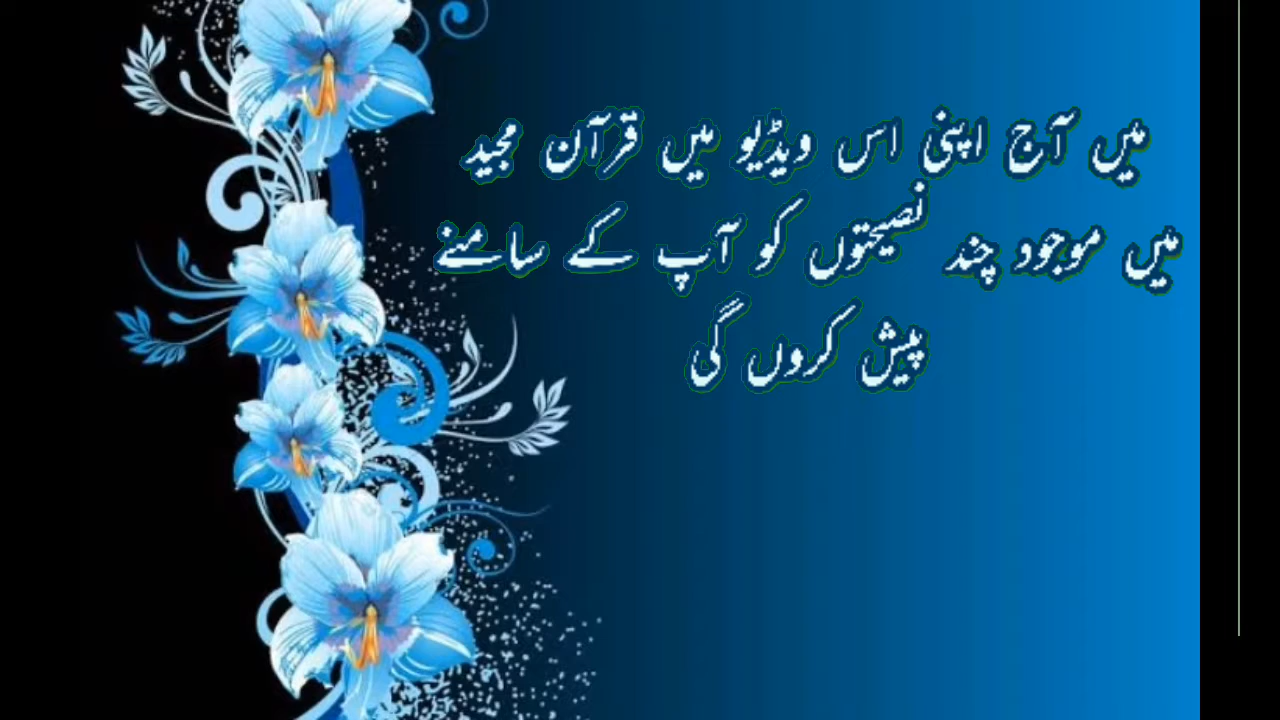 میں آج اپنی اس ویڈیو میں قرآن مجید
میں موجود چند نصیحتوں کو آپ کے سامنے
پیش کروں گی